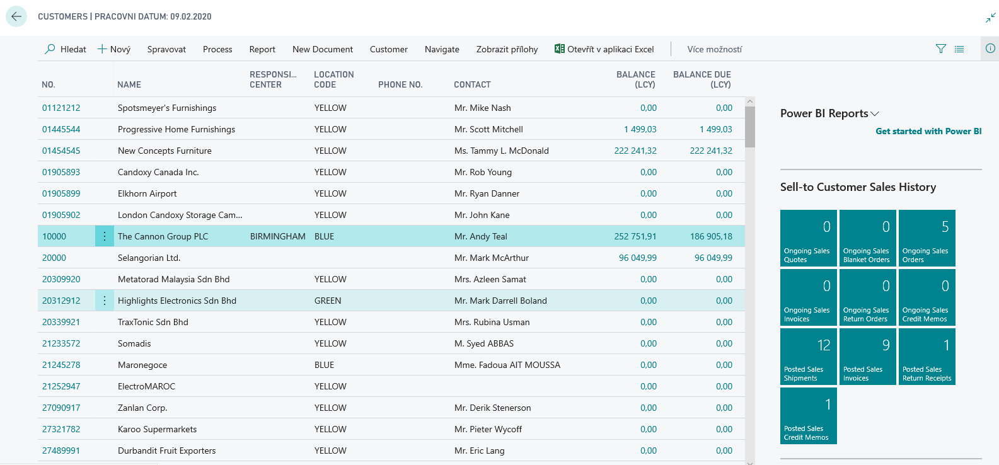 CUSTOMERS | PRACOVNI DATUM: 09.02.2020
Hledat Nový Spravovat Process Report New Document Customer Navigate Zobrazit přílohy Otevřít v aplikaci Excel Více možností
NO. NAME RESPONSI... CENTER LOCATION CODE PHONE NO. CONTACT BALANCE (LCY) BALANCE DUE (LCY)
01121212 Spotsmeyer's Furnishings YELLOW Mr. Mike Nash 0,00 0,00
01445544 Progressive Home Furnishings YELLOW Mr. Scott Mitchell 1 499,03 1 499,03
01454545 New Concepts Furniture YELLOW Ms. Tammy L. McDonald 222 241,32 222 241,32
01905893 Candoxy Canada Inc. YELLOW Mr. Rob Young 0,00 0,00
01905899 Elkhorn Airport YELLOW Mr. Ryan Danner 0,00 0,00
01905902 London Candoxy Storage Cam... YELLOW Mr. John Kane 0,00 0,00
10000 The Cannon Group PLC BIRMINGHAM BLUE Mr. Andy Teal 252 751,91 186 905,18
20000 Selangorian Ltd. Mr. Mark McArthur 96 049,99 96 049,99
20309920 Metatorad Malaysia Sdn Bhd YELLOW Mrs. Azleen Samat 0,00 0,00
20312912 Highlights Electronics Sdn Bhd GREEN Mr. Mark Darrell Boland 0,00 0,00
20339921 TraxTonic Sdn Bhd YELLOW Mrs. Rubina Usman 0,00 0,00
21233572 Somadis YELLOW M. Syed ABBAS 0,00 0,00
21245278 Maronegoce BLUE Mme. Fadoua AIT MOUSSA 0,00 0,00
21252947 ElectroMAROC YELLOW 0,00 0,00
27090917 Zanlan Corp. YELLOW Mr. Derik Stenerson 0,00 0,00
27321782 Karoo Supermarkets YELLOW Mr. Pieter Wycoff 0,00 0,00
27489991 Durbandit Fruit Exporters YELLOW Mr. Eric Lang 0,00 0,00
Power BI Reports
Get started with Power BI
Sell-to Customer Sales History
0 Ongoing Sales Quotes
0 Ongoing Sales Blanket Orders
5 Ongoing Sales Orders
0 Ongoing Sales Invoices
0 Ongoing Sales Return Orders
0 Ongoing Sales Credit Memos
12 Posted Sales Shipments
9 Posted Sales Invoices
1 Posted Sales Return Receipts
1 Posted Sales Credit Memos